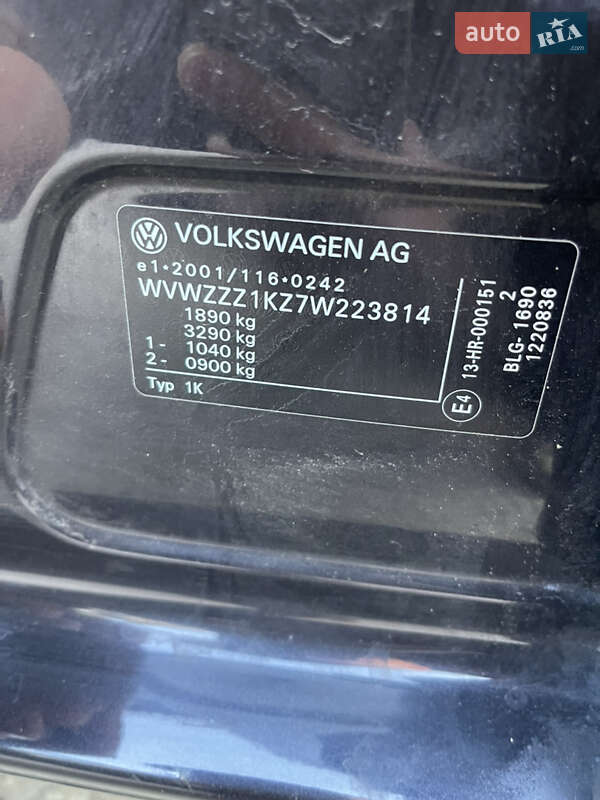 auto RIA .com
VOLKSWAGEN AG
e1*2001/116*0242
WVWZZZ1KZ7W223814
1890 kg
3290 kg
1- 1040 kg
2- 0900 kg
Typ 1K
E4
13-HR-000151
2
BLG- 1690
1220836